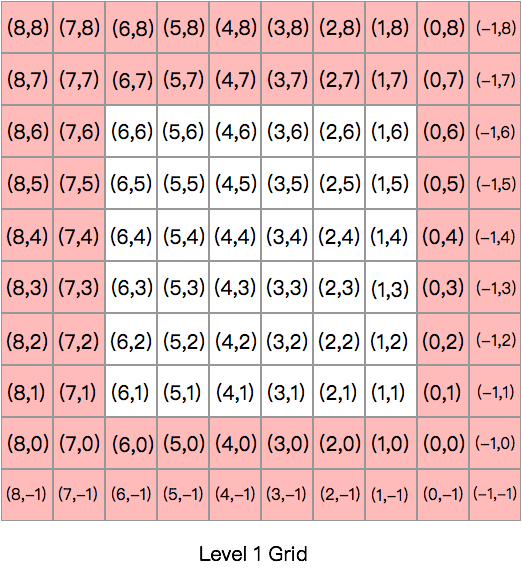 (8,8) (7,8) (6,8) (5,8) (4,8) (3,8) (2,8) (1,8) (0,8) (−1,8)
(8,7) (7,7) (6,7) (5,7) (4,7) (3,7) (2,7) (1,7) (0,7) (−1,7)
(8,6) (7,6) (6,6) (5,6) (4,6) (3,6) (2,6) (1,6) (0,6) (−1,6)
(8,5) (7,5) (6,5) (5,5) (4,5) (3,5) (2,5) (1,5) (0,5) (−1,5)
(8,4) (7,4) (6,4) (5,4) (4,4) (3,4) (2,4) (1,4) (0,4) (−1,4)
(8,3) (7,3) (6,3) (5,3) (4,3) (3,3) (2,3) (1,3) (0,3) (−1,3)
(8,2) (7,2) (6,2) (5,2) (4,2) (3,2) (2,2) (1,2) (0,2) (−1,2)
(8,1) (7,1) (6,1) (5,1) (4,1) (3,1) (2,1) (1,1) (0,1) (−1,1)
(8,0) (7,0) (6,0) (5,0) (4,0) (3,0) (2,0) (1,0) (0,0) (−1,0)
(8,−1) (7,−1) (6,−1) (5,−1) (4,−1) (3,−1) (2,−1) (1,−1) (0,−1) (−1,−1)
Level 1 Grid